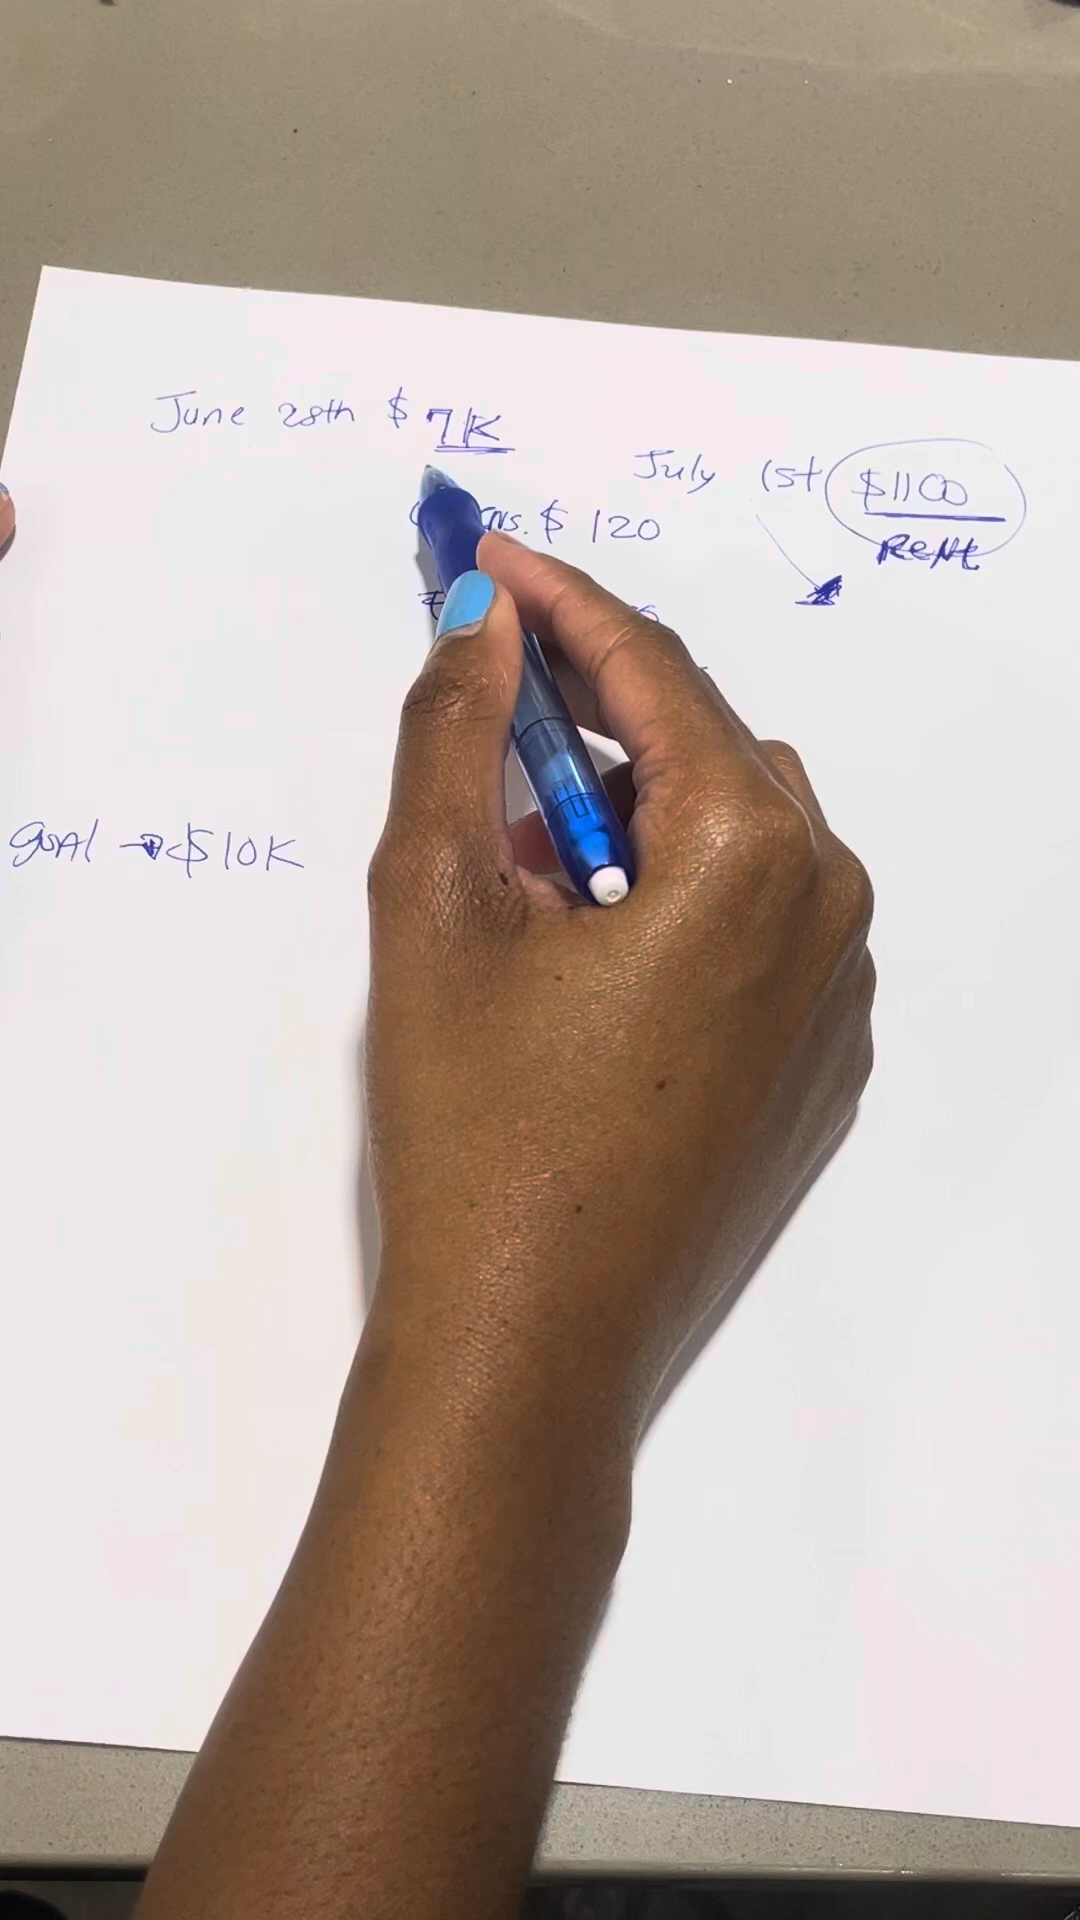 June 28th $ 7K
July 1st $1100
RENT
$ 120
GOAL → $10K